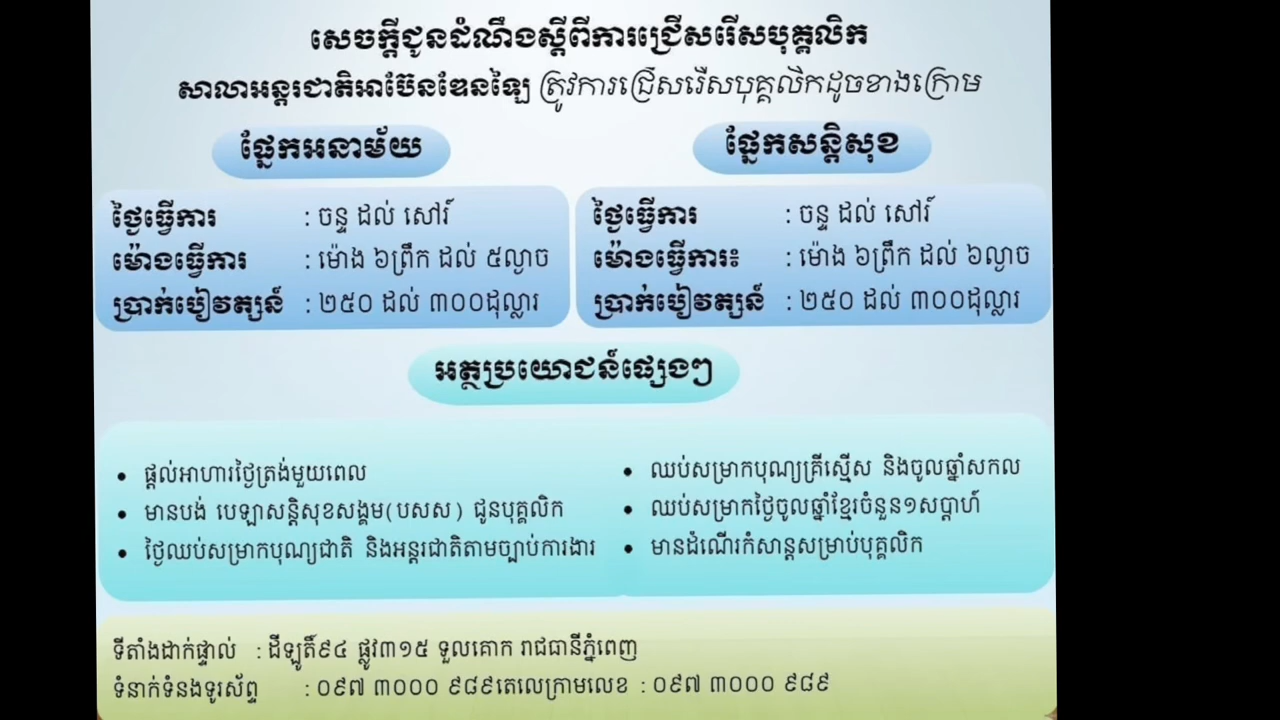 សេចក្តីជូនដំណឹងស្តីពីការជ្រើសរើសបុគ្គលិក
សាលាអន្តរជាតិអាប៊ែនឌែនឡៃ ត្រូវការជ្រើសរើសបុគ្គលិកដូចខាងក្រោម
ផ្នែកអនាម័យ
ថ្ងៃធ្វើការ : ចន្ទ ដល់ សៅរ៍
ម៉ោងធ្វើការ : ម៉ោង ៦ព្រឹក ដល់ ៥ល្ងាច
ប្រាក់បៀវត្សន៍ : ២៥០ ដល់ ៣០០ដុល្លារ
ផ្នែកសន្តិសុខ
ថ្ងៃធ្វើការ : ចន្ទ ដល់ សៅរ៍
ម៉ោងធ្វើការ៖ : ម៉ោង ៦ព្រឹក ដល់ ៦ល្ងាច
ប្រាក់បៀវត្សន៍ : ២៥០ ដល់ ៣០០ដុល្លារ
អត្ថប្រយោជន៍ផ្សេងៗ
• ផ្តល់អាហារថ្ងៃត្រង់មួយពេល
• មានបង់ បេឡាសន្តិសុខសង្គម(បសស) ជូនបុគ្គលិក
• ថ្ងៃឈប់សម្រាកបុណ្យជាតិ និងអន្តរជាតិតាមច្បាប់ការងារ
• ឈប់សម្រាកបុណ្យគ្រីស្មើស និងចូលឆ្នាំសកល
• ឈប់សម្រាកថ្ងៃចូលឆ្នាំខ្មែរចំនួន១សប្តាហ៍
• មានដំណើរកំសាន្តសម្រាប់បុគ្គលិក
ទីតាំងដាក់ផ្ទាល់ : ដីឡូតិ៍៩៤ ផ្លូវ៣១៥ ទួលគោក រាជធានីភ្នំពេញ
ទំនាក់ទំនងទូរស័ព្ទ : ០៩៧ ៣០០០ ៩៨៩តេលេក្រាមលេខ : ០៩៧ ៣០០០ ៩៨៩